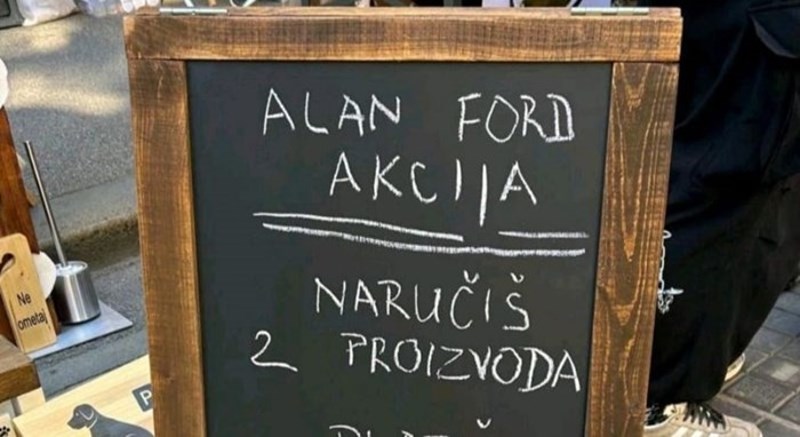 ALAN FORD
AKCIJA
NARUČIŠ
2 PROIZVODA
Ne
ometaj